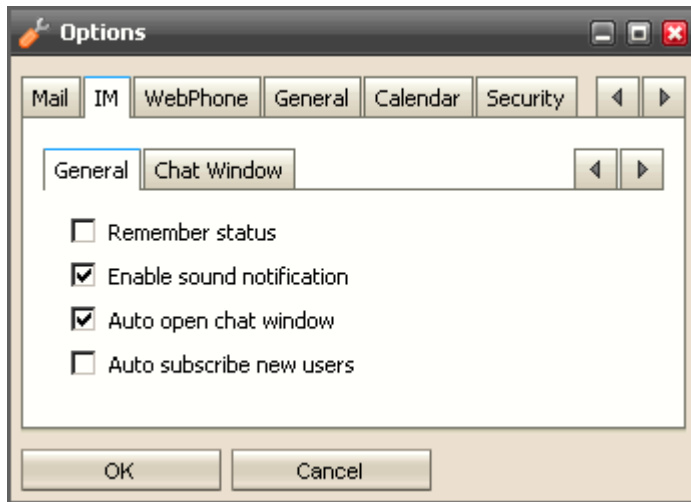 Options
Mail IM WebPhone General Calendar Security
General Chat Window
Remember status
Enable sound notification
Auto open chat window
Auto subscribe new users
OK Cancel